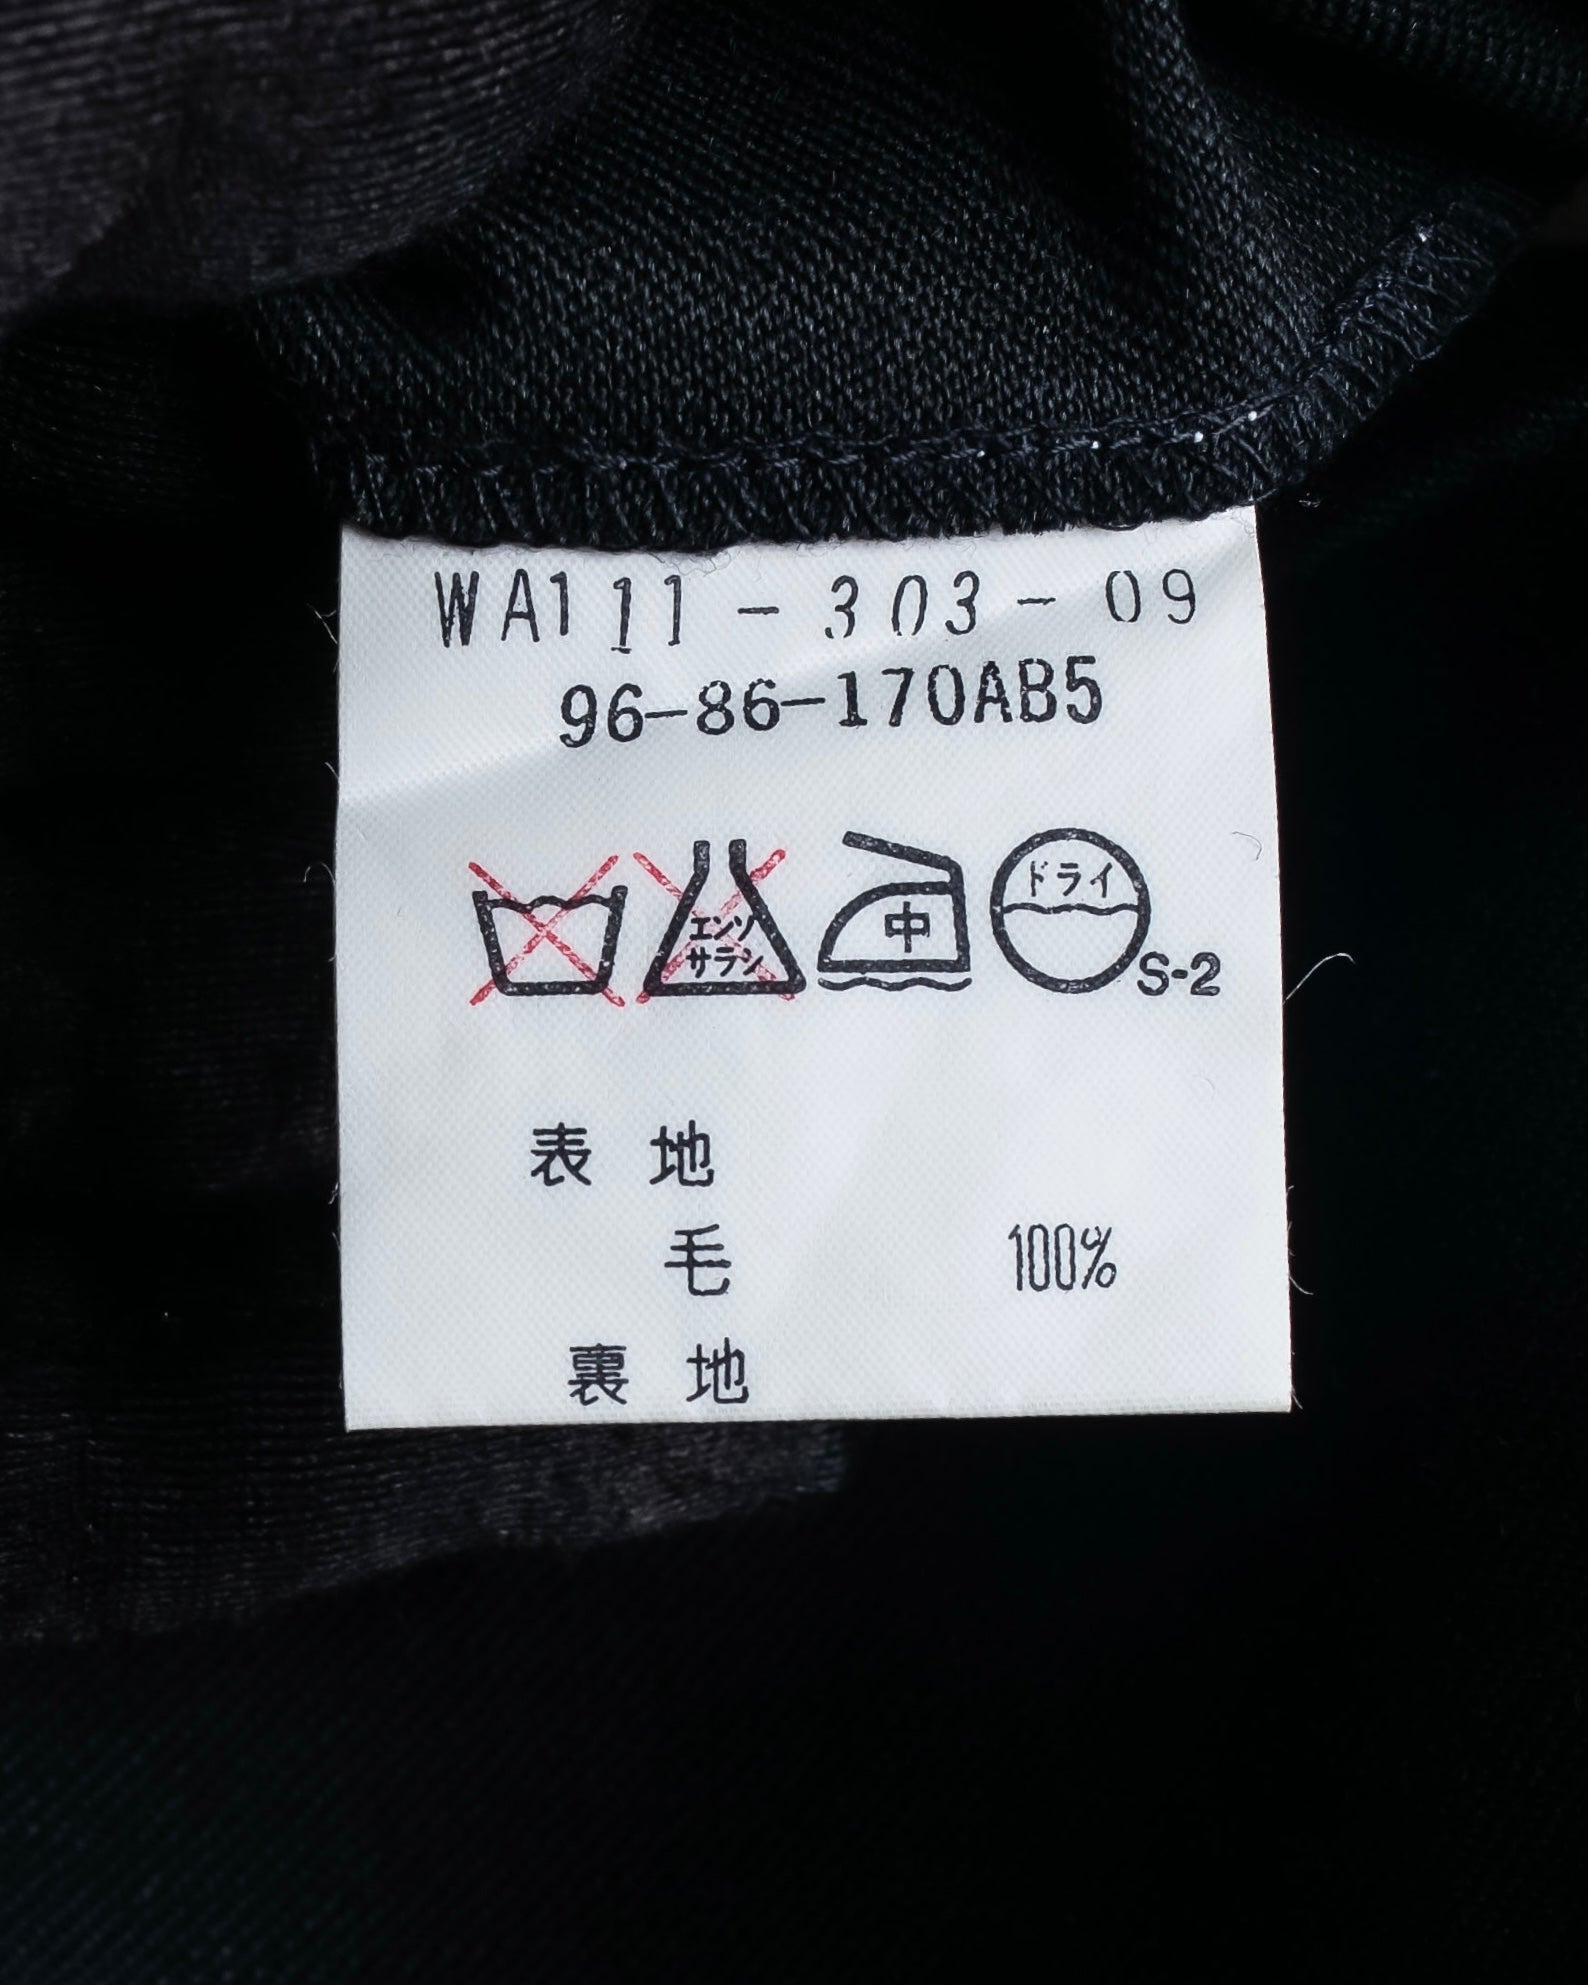 WA111-303-09
96-86-170AB5
エンソ
サラシ
中
ドライ
S-2
表地
毛 100%
裏地